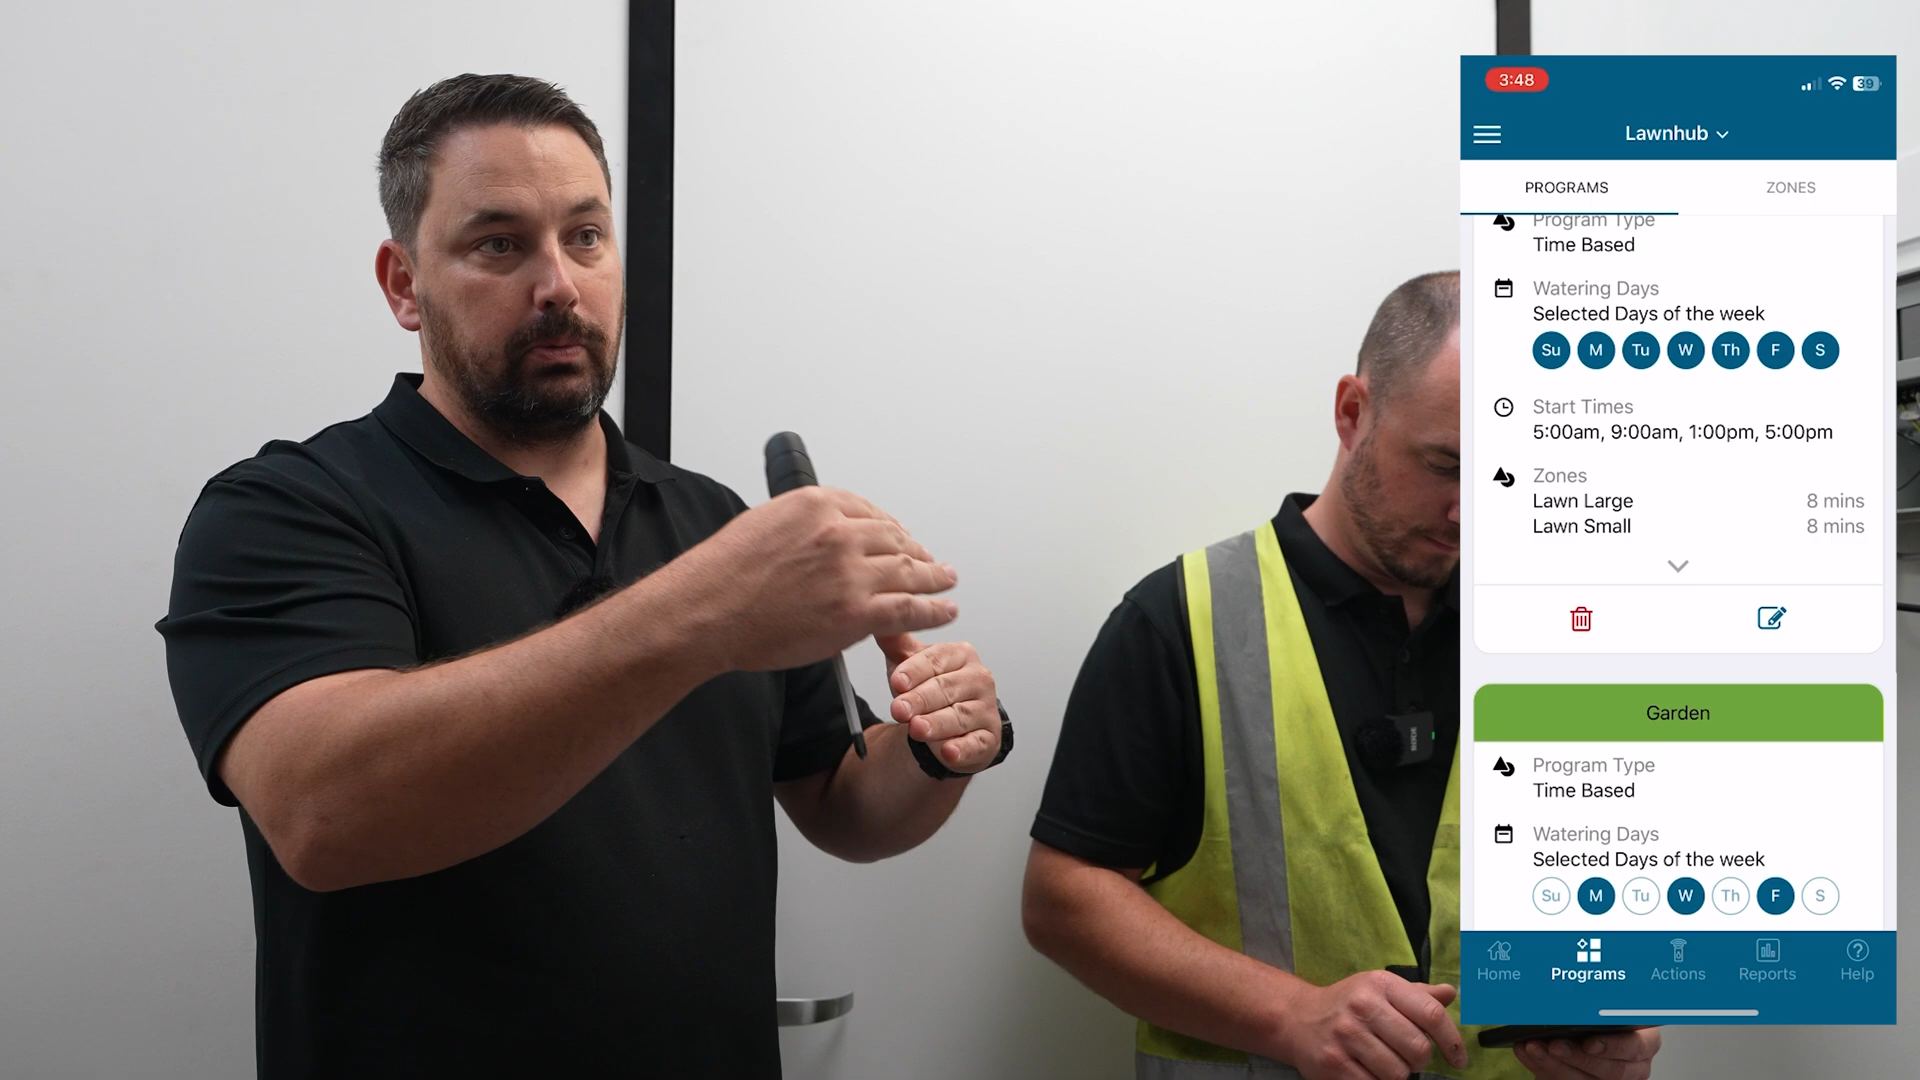 3:48
39
Lawnhub
PROGRAMS ZONES
Program Type
Time Based
Watering Days
Selected Days of the week
Su M Tu W Th F S
Start Times
5:00am, 9:00am, 1:00pm, 5:00pm
Zones
Lawn Large 8 mins
Lawn Small 8 mins
Garden
Program Type
Time Based
Watering Days
Selected Days of the week
Su M Tu W Th F S
Home Programs Actions Reports Help
RODE